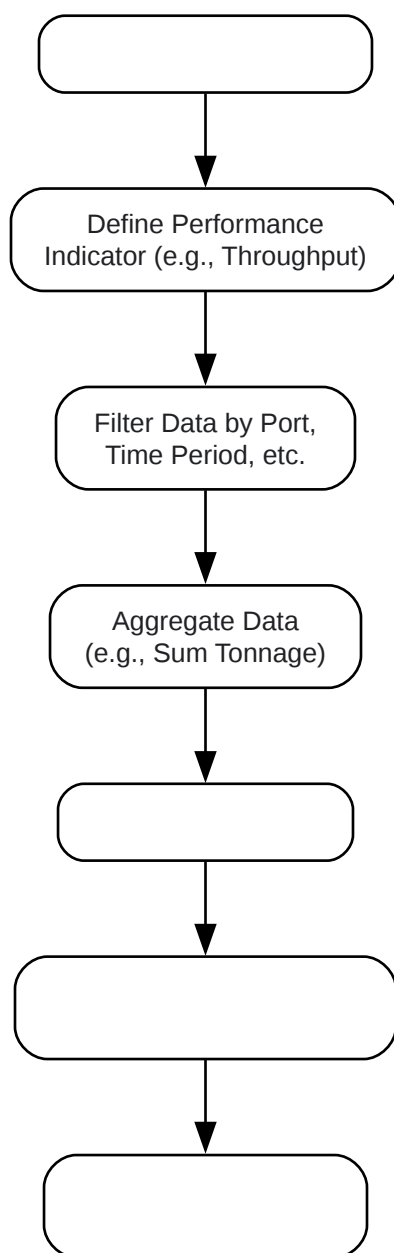 Define Performance
Indicator (e.g., Throughput)
Filter Data by Port,
Time Period, etc.
Aggregate Data
(e.g., Sum Tonnage)